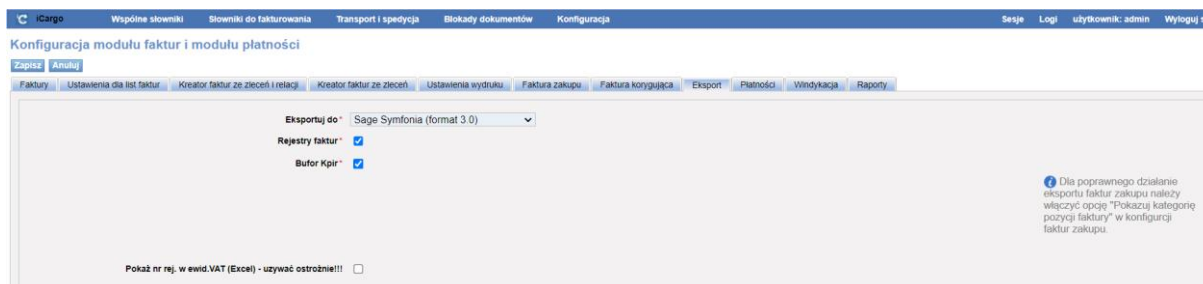 iCargo Wspólne słowniki Słowniki do fakturowania Transport i spedycja Blokady dokumentów Konfiguracja Sesje Logi użytkownik: admin Wyloguj s
Konfiguracja modułu faktur i modułu płatności
Zapisz Anuluj
Faktury Ustawienia dla list faktur Kreator faktur ze zleceń i relacji Kreator faktur ze zleceń Ustawienia wydruku Faktura zakupu Faktura korygująca Eksport Płatności Windykacja Raporty
Eksportuj do* Sage Symfonia (format 3.0)
Rejestry faktur*
Bufor Kpir*
Dla poprawnego działanie
eksportu faktur zakupu należy
włączyć opcję "Pokazuj kategorię
pozycji faktury" w konfigurcji
faktur zakupu.
Pokaż nr rej. w ewid.VAT (Excel) - uzywać ostrożnie!!!